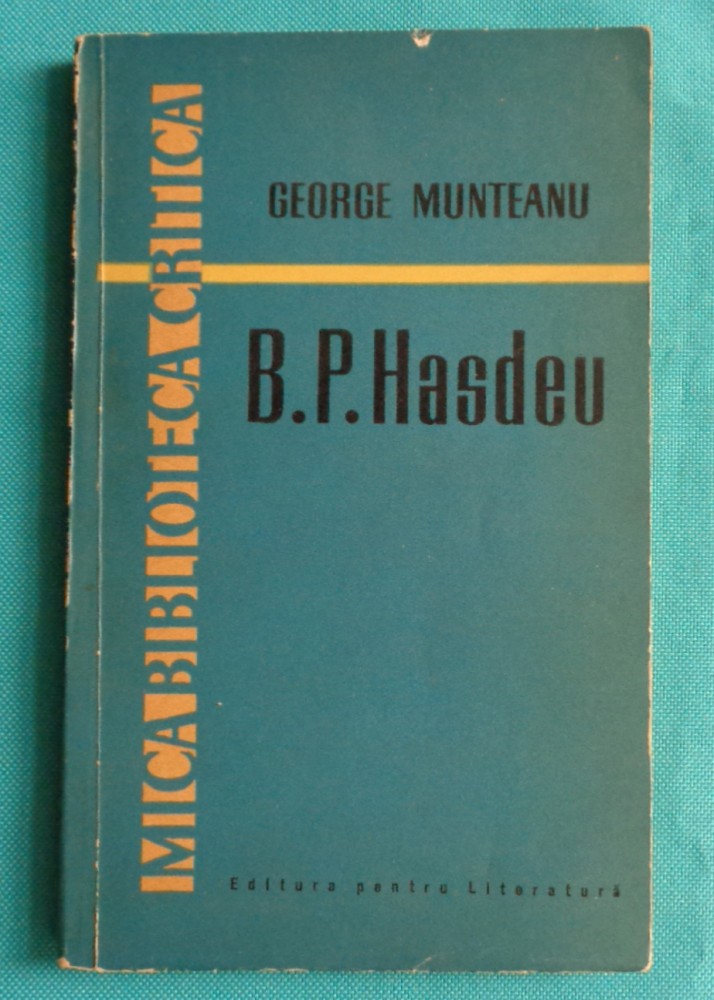 GEORGE MUNTEANU
B.P.Hasdeu
MICA BIBLIOTECA CRITICA
Editura pentru Literatură